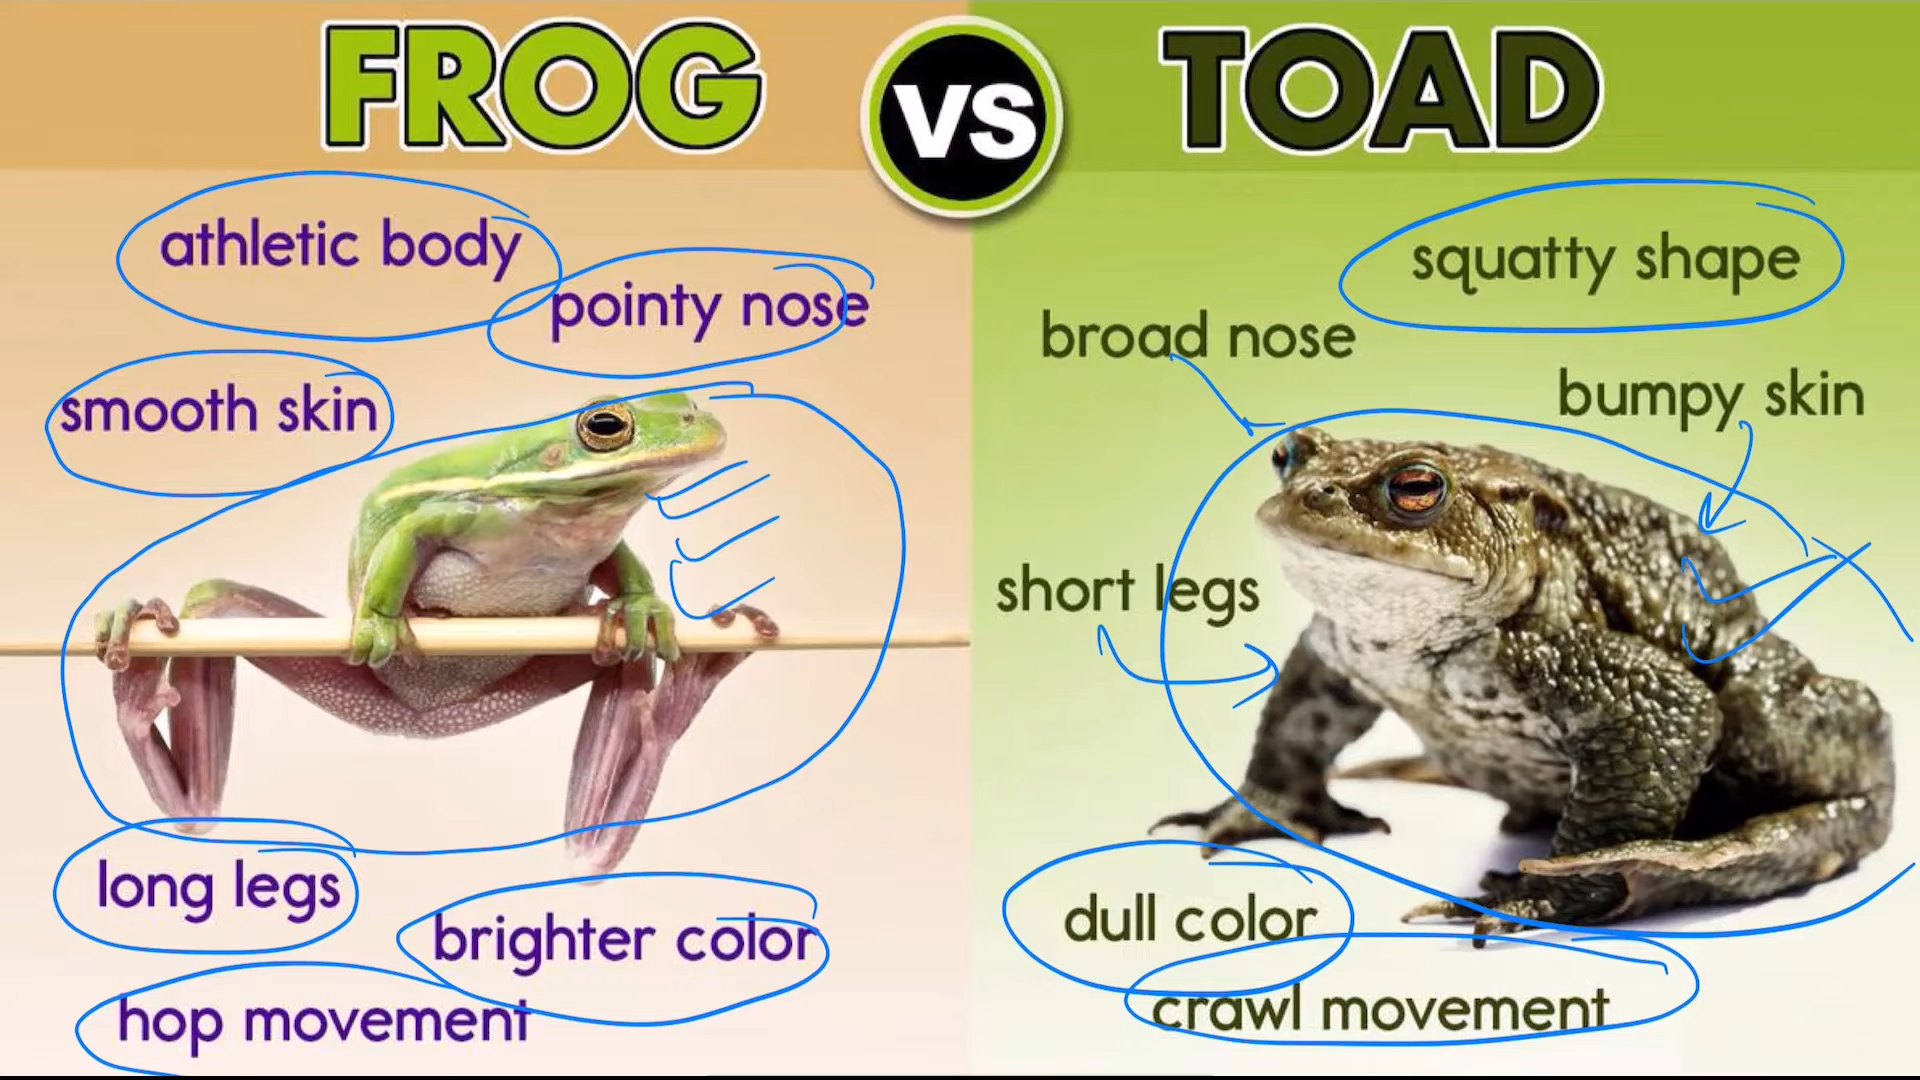 FROG VS TOAD
athletic body
pointy nose
smooth skin
long legs
brighter color
hop movement
squatty shape
broad nose
bumpy skin
short legs
dull color
crawl movement